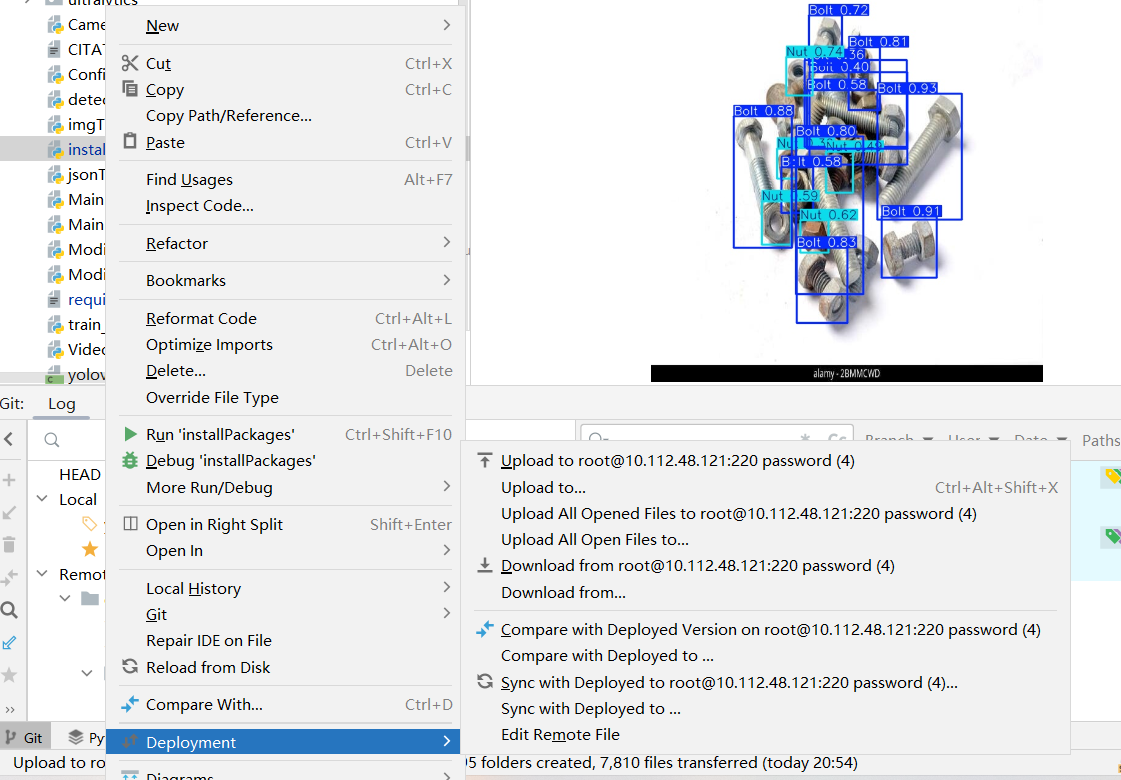 ultralytics
Came
CITAT
Confi
detec
imgT
instal
jsonT
Main
Main
Modi
Modi
requi
train_
Video
yolov
Git:
Log
HEAD
Local
Remot
Git
Py
Upload to ro
New
Cut Ctrl+X
Copy Ctrl+C
Copy Path/Reference...
Paste Ctrl+V
Find Usages Alt+F7
Inspect Code...
Refactor
Bookmarks
Reformat Code Ctrl+Alt+L
Optimize Imports Ctrl+Alt+O
Delete... Delete
Override File Type
Run 'installPackages' Ctrl+Shift+F10
Debug 'installPackages'
More Run/Debug
Open in Right Split Shift+Enter
Open In
Local History
Git
Repair IDE on File
Reload from Disk
Compare With... Ctrl+D
Deployment
Diagrams
Bolt 0.72
Bolt 0.81
Nut 0.74
Bolt 0.40
Bolt 0.58
Bolt 0.93
Bolt 0.88
Bolt 0.80
Bolt 0.58
Nut 0.59
Nut 0.62
Bolt 0.91
Bolt 0.83
alamy - 2BMMCWD
Branch User Date Paths
Upload to root@10.112.48.121:220 password (4)
Upload to... Ctrl+Alt+Shift+X
Upload All Opened Files to root@10.112.48.121:220 password (4)
Upload All Open Files to...
Download from root@10.112.48.121:220 password (4)
Download from...
Compare with Deployed Version on root@10.112.48.121:220 password (4)
Compare with Deployed to ...
Sync with Deployed to root@10.112.48.121:220 password (4)...
Sync with Deployed to ...
Edit Remote File
95 folders created, 7,810 files transferred (today 20:54)